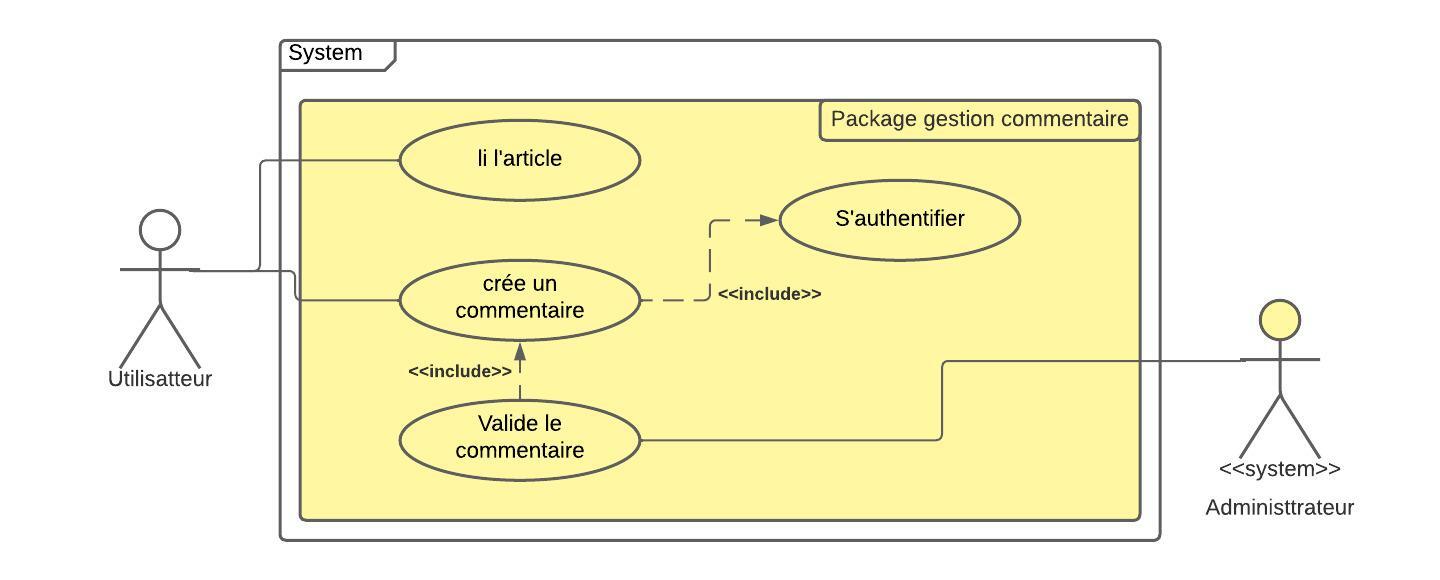 System
Package gestion commentaire
li l'article
S'authentifier
crée un
commentaire
<<include>>
<<include>>
Valide le
commentaire
Utilisatteur
<<system>>
Administtrateur